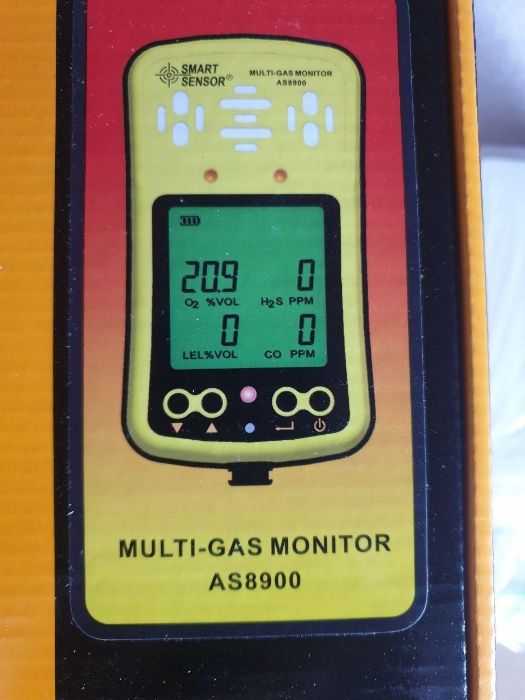 SMART SENSOR®
MULTI-GAS MONITOR
AS8900
20.9 0
O₂ %VOL H₂S PPM
0 0
LEL%VOL CO PPM
MULTI-GAS MONITOR
AS8900